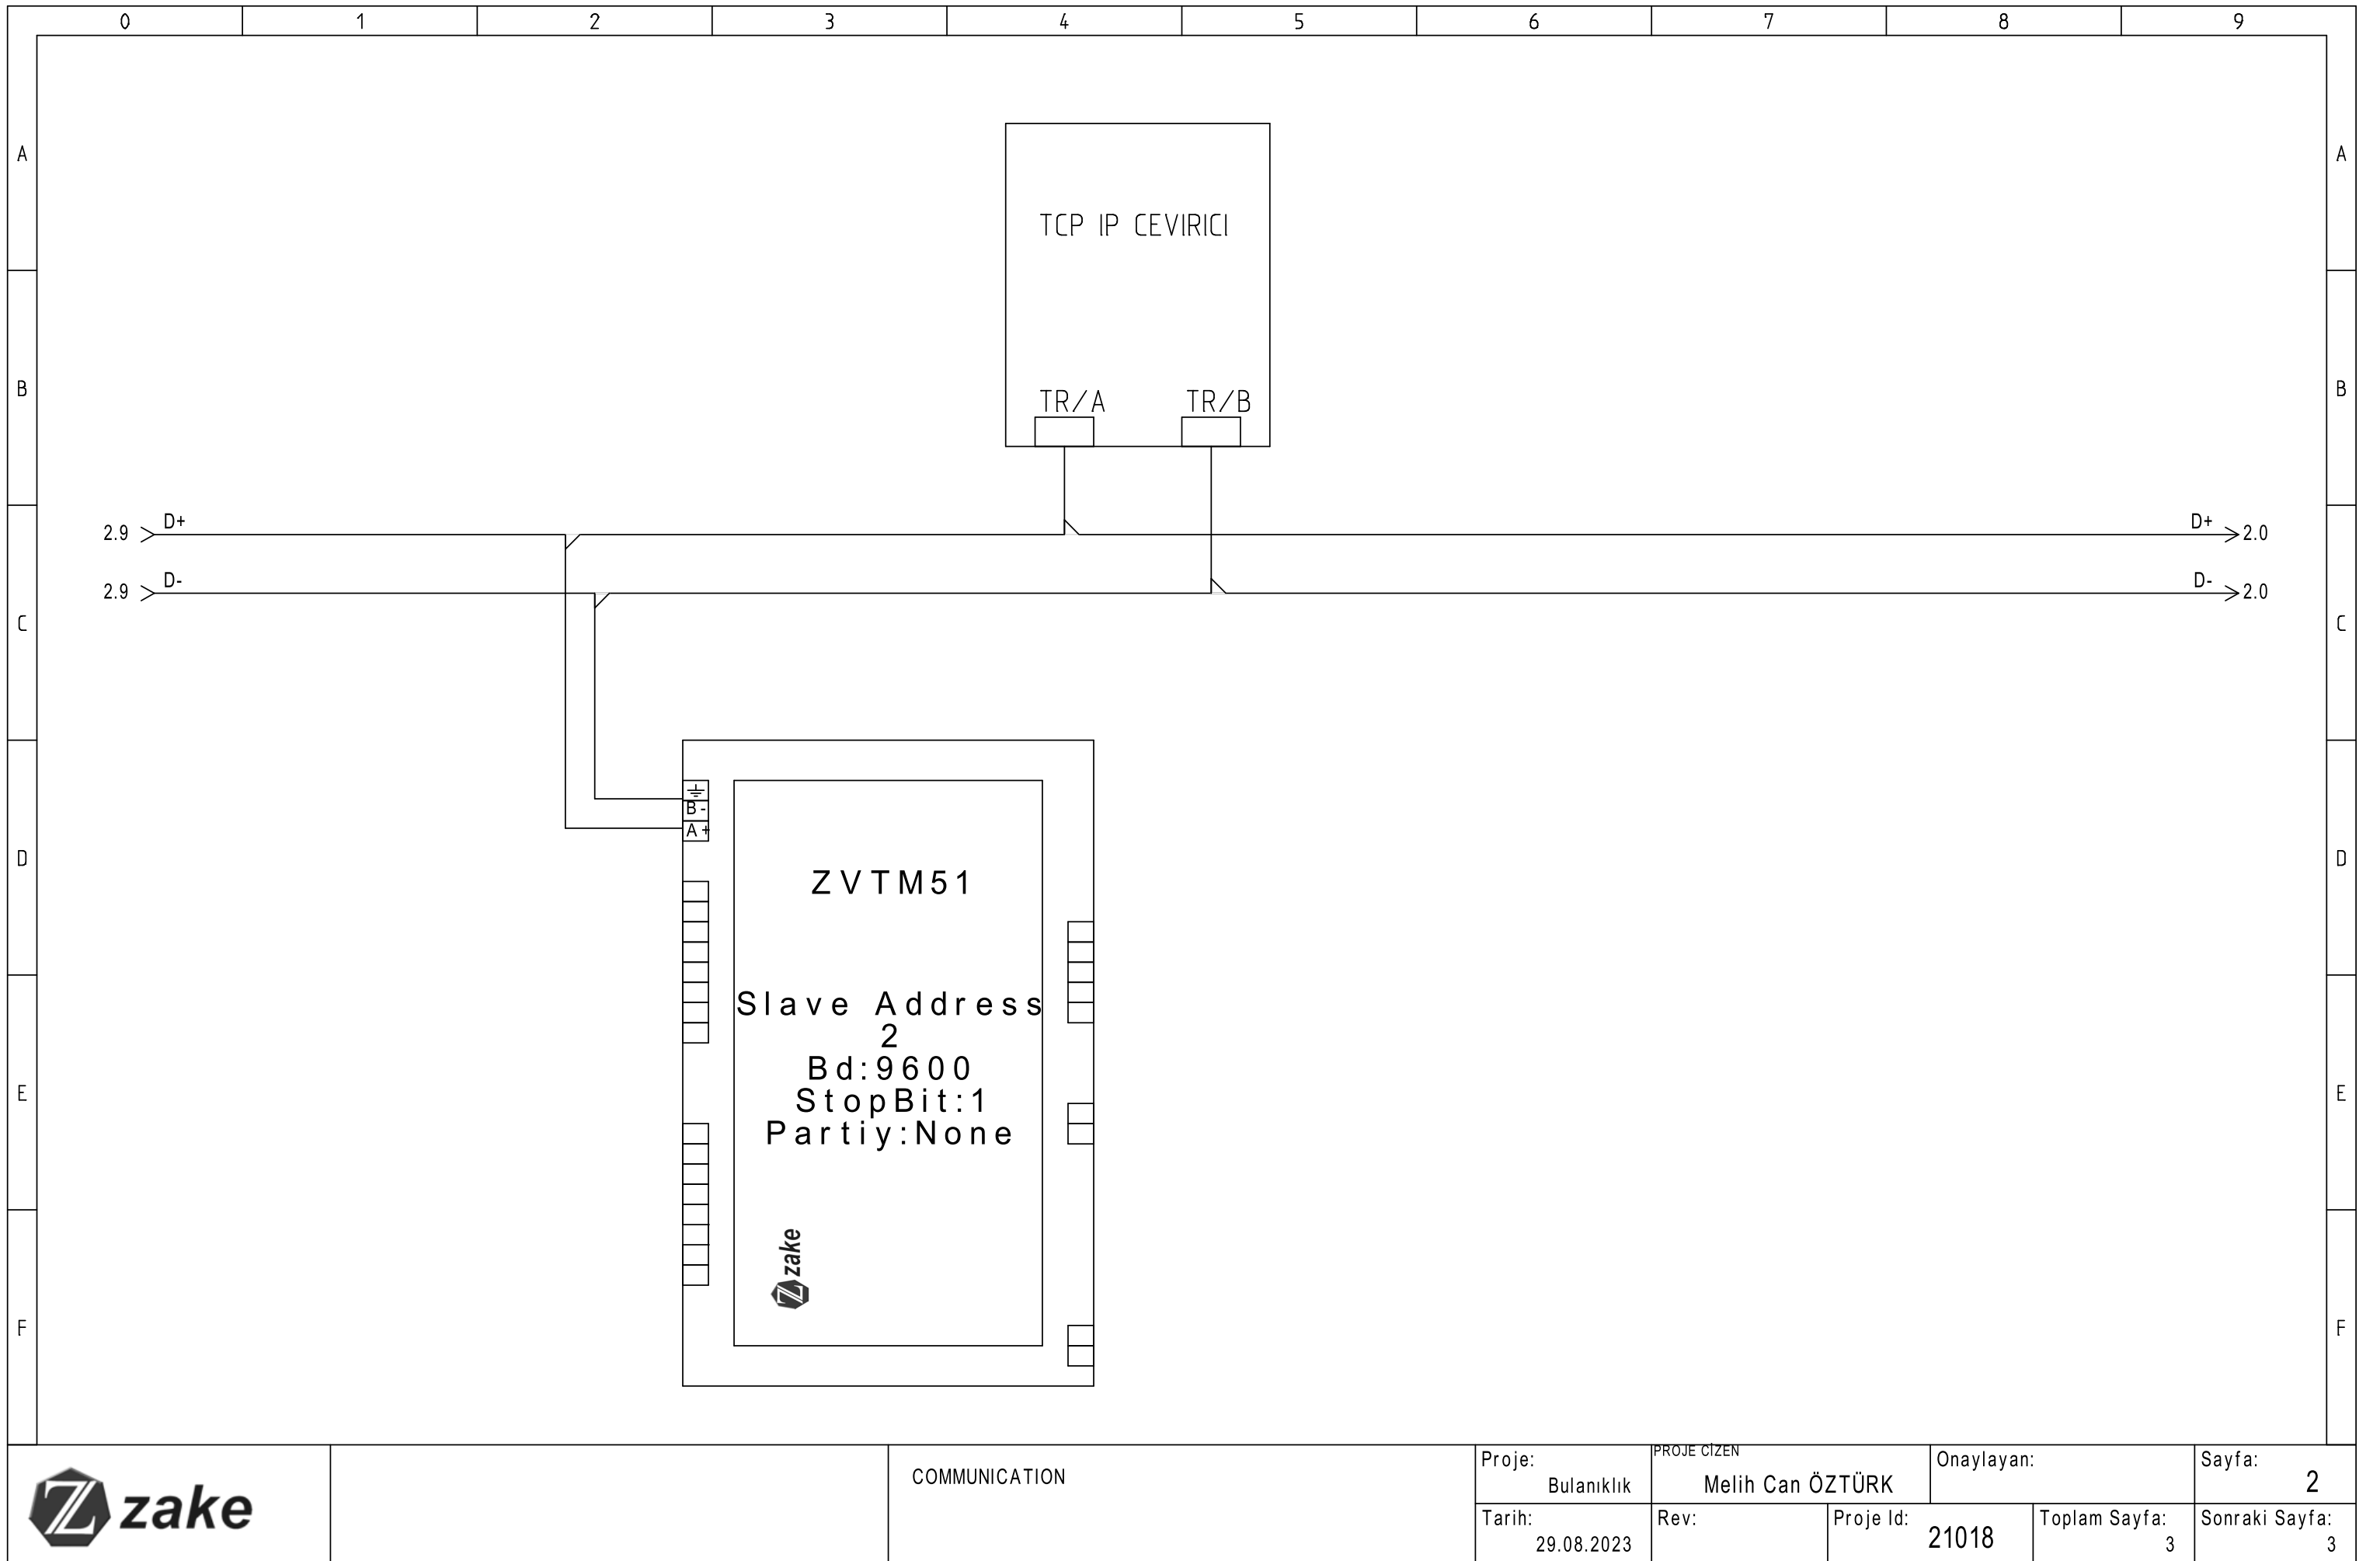 0 1 2 3 4 5 6 7 8 9
A A
TCP IP CEVIRICI
B B
TR/A TR/B
2.9 D+ D+ 2.0
2.9 D- D- 2.0
C C
B -
A +
D D
ZVTM51
Slave Address
2
Bd:9600
StopBit:1
Partiy:None
E E
zake
F F
zake
COMMUNICATION
Proje:
Bulanıklık
PROJE CİZEN
Melih Can ÖZTÜRK
Onaylayan:
Sayfa:
2
Tarih:
29.08.2023
Rev:
Proje Id:
21018
Toplam Sayfa:
3
Sonraki Sayfa:
3